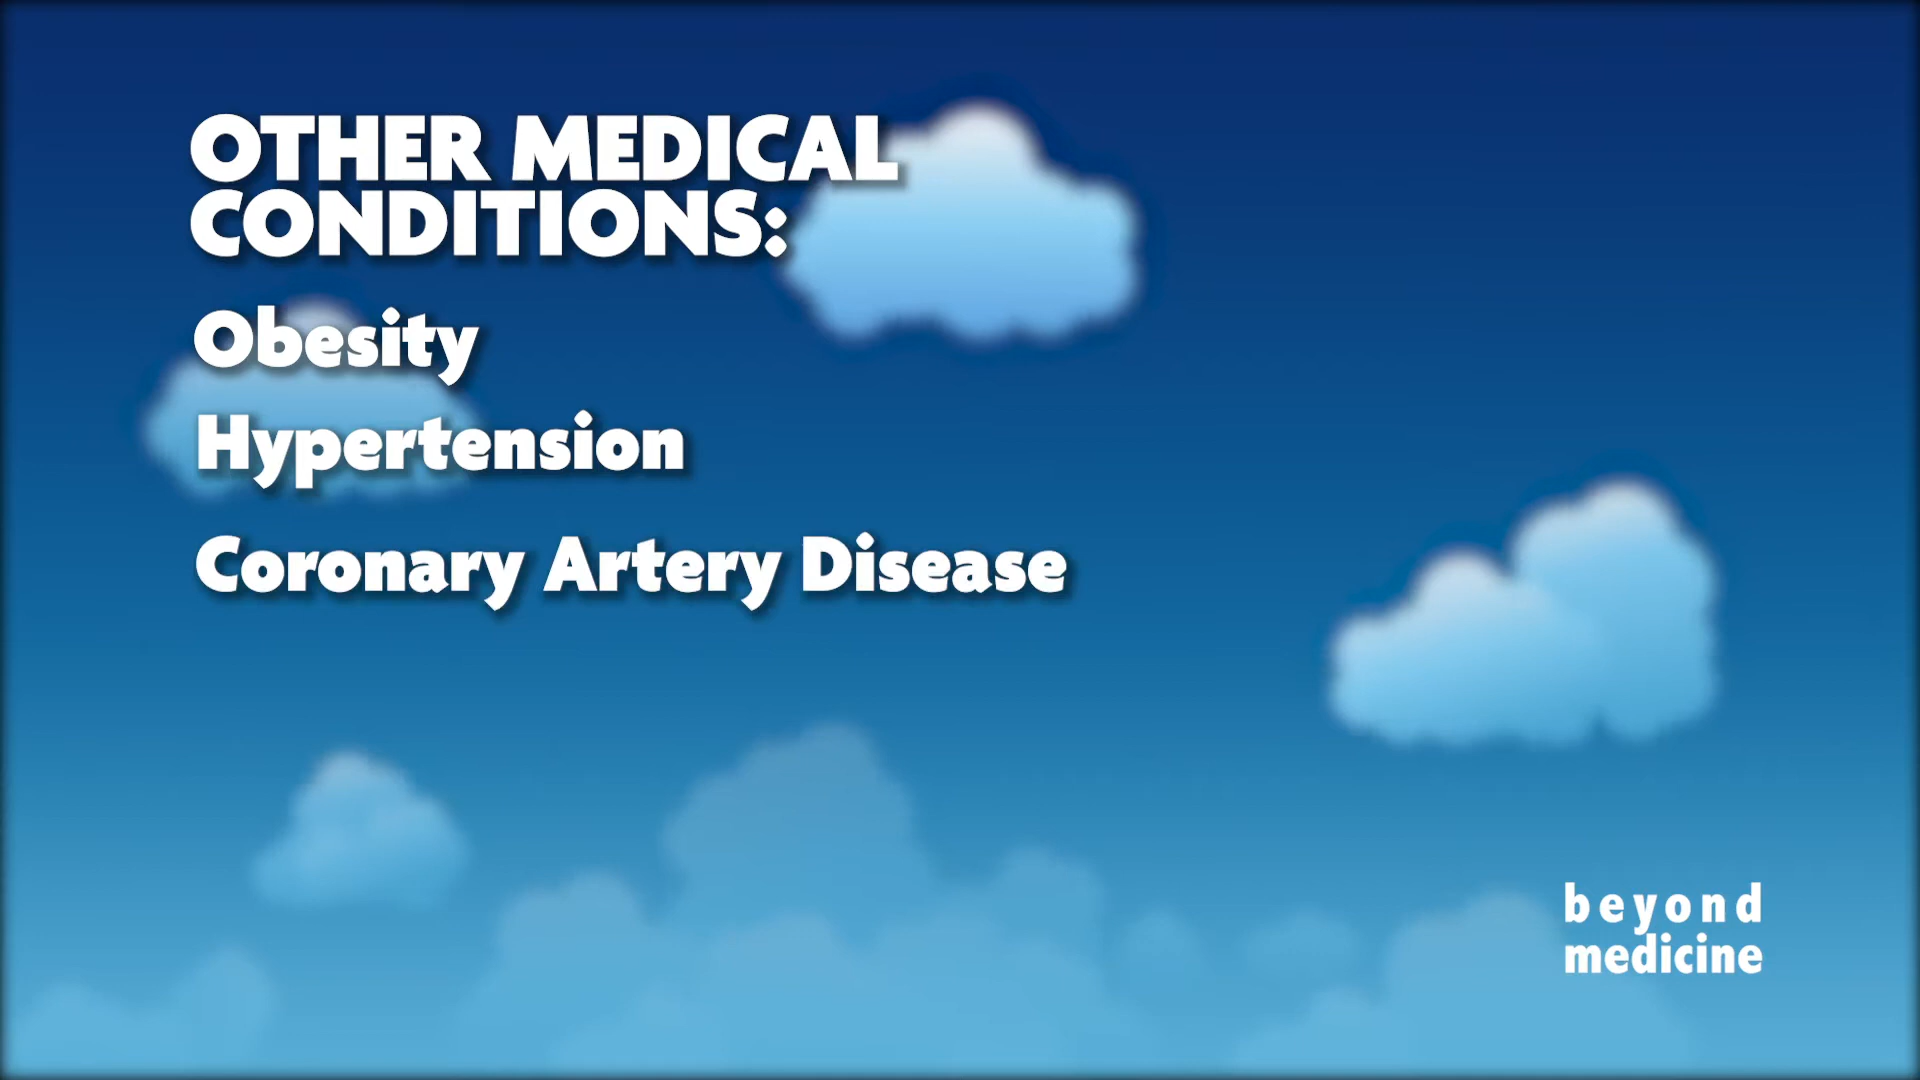 OTHER MEDICAL
CONDITIONS:
Obesity
Hypertension
Coronary Artery Disease
beyond
medicine